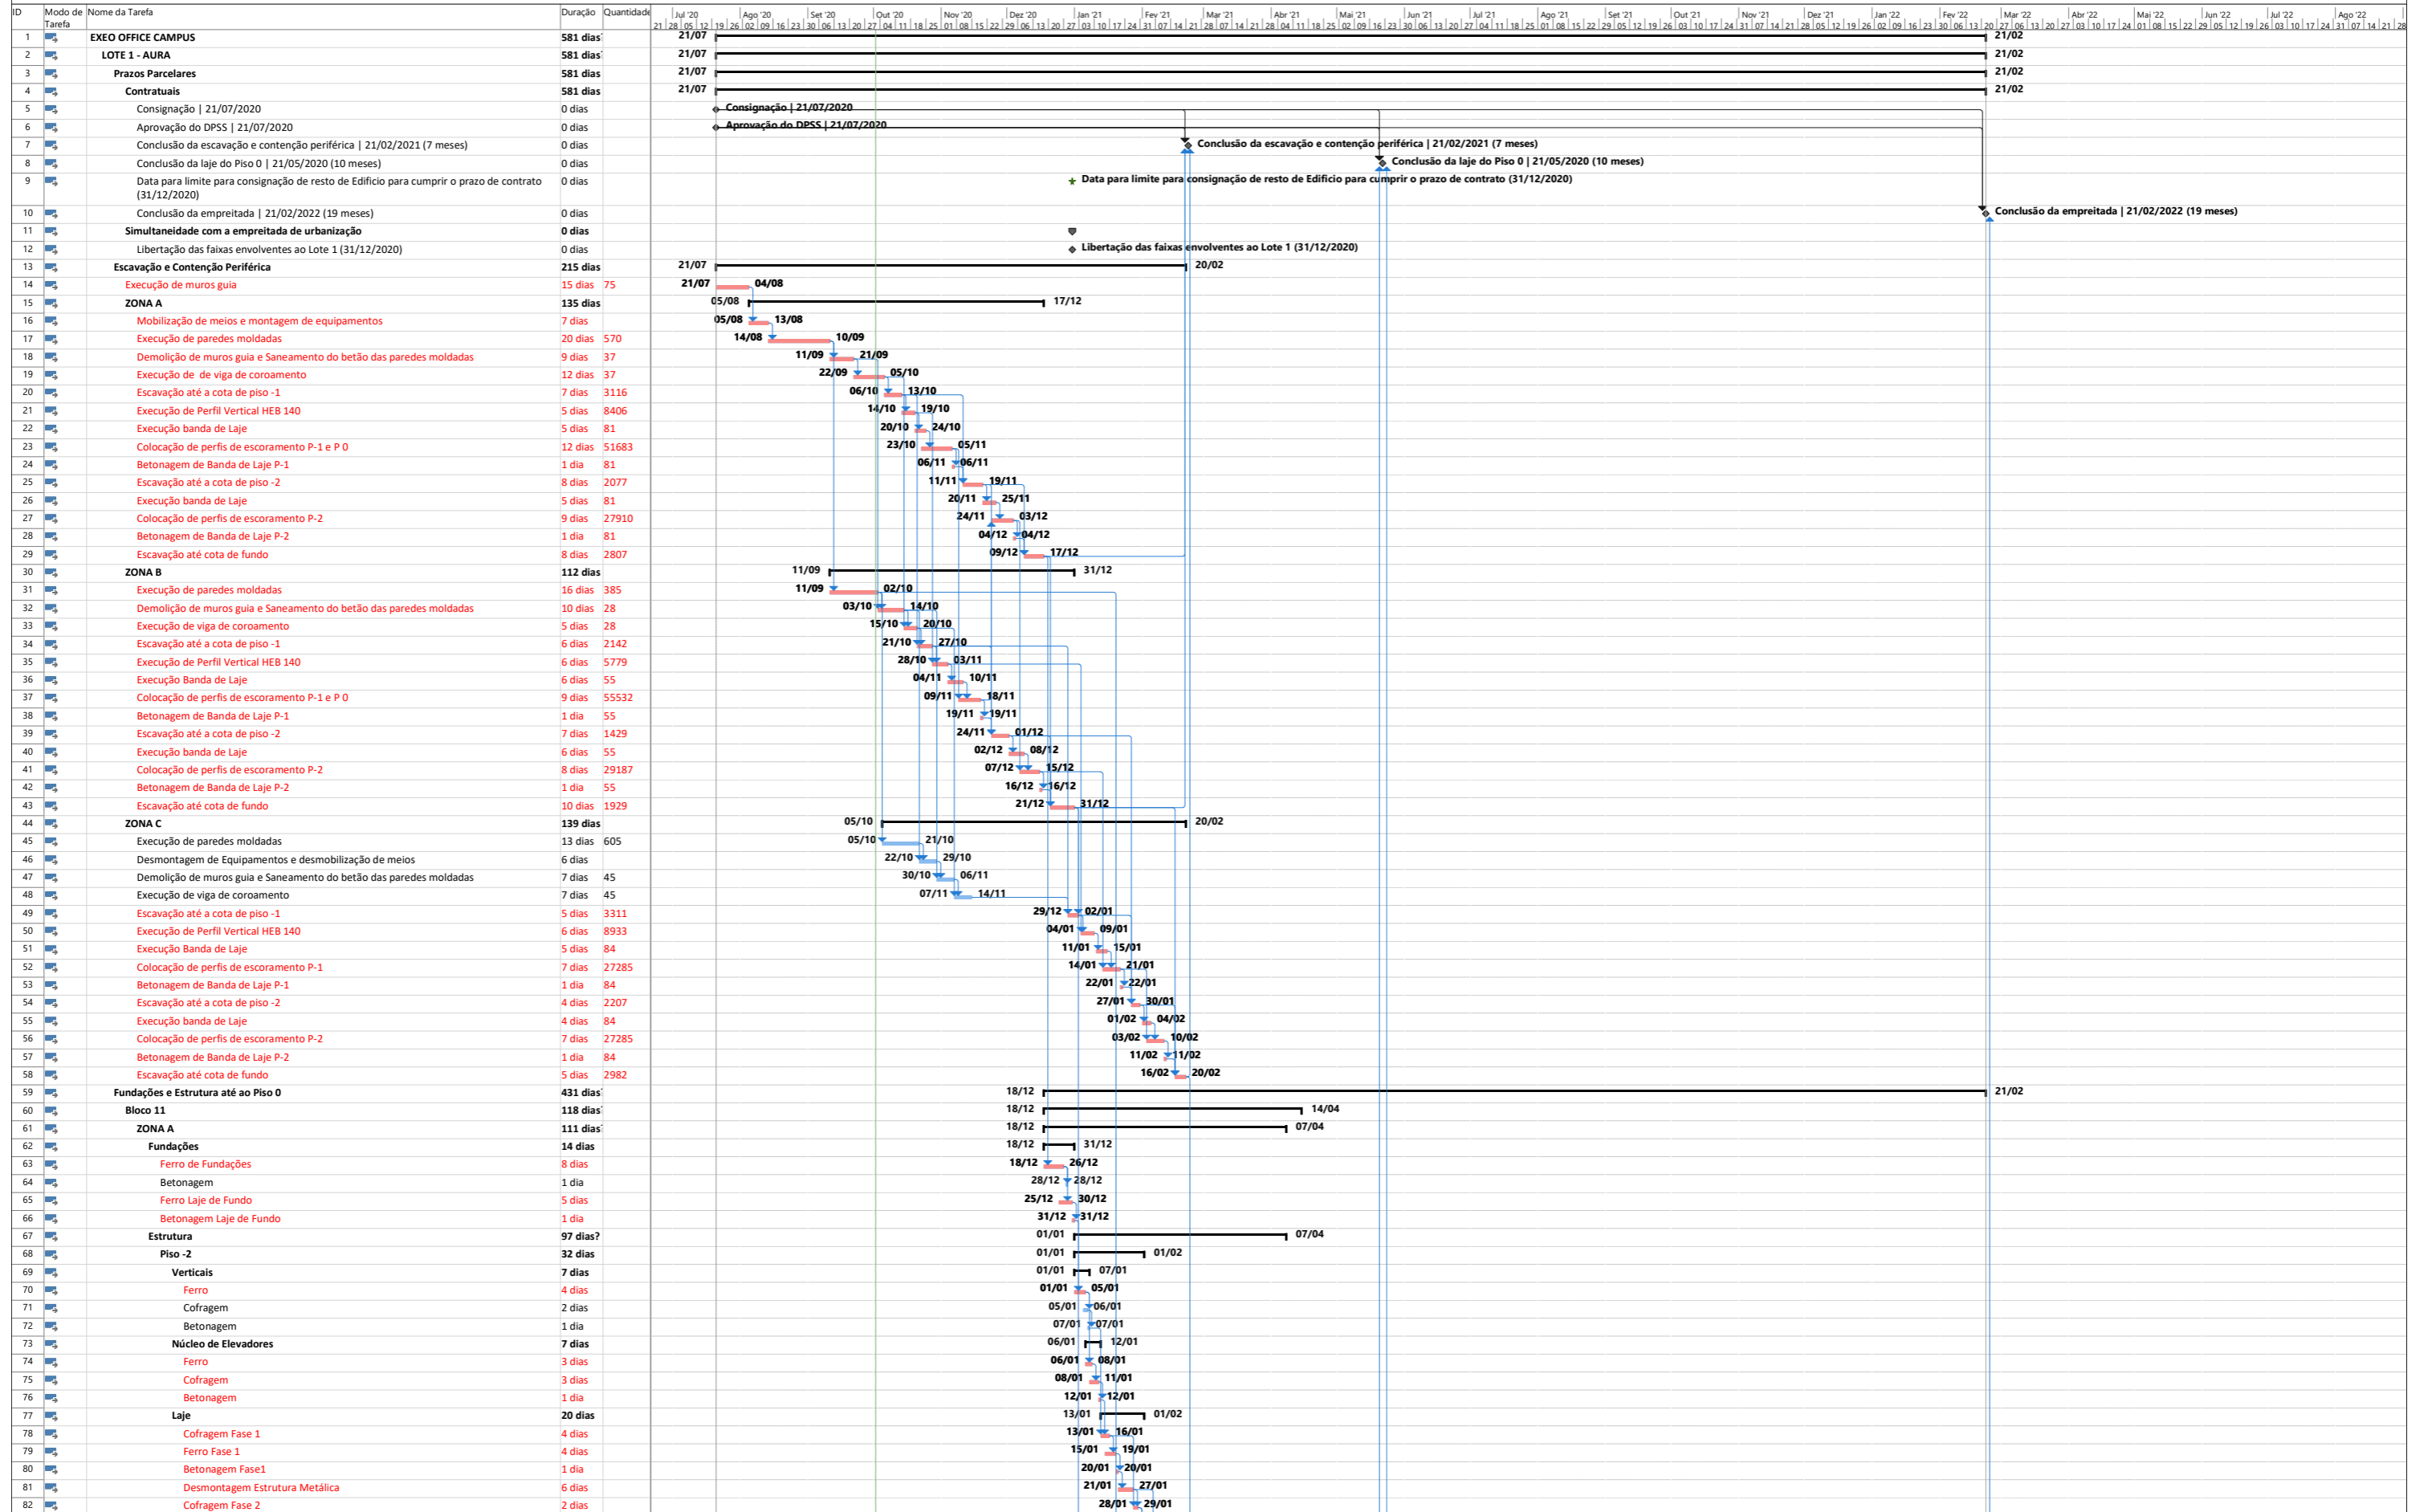 ID Modo de Tarefa Nome da Tarefa Duração Quantidade
Jul '20 Ago '20 Set '20 Out '20 Nov '20 Dez '20 Jan '21 Fev '21 Mar '21 Abr '21 Mai '21 Jun '21 Jul '21 Ago '21 Set '21 Out '21 Nov '21 Dez '21 Jan '22 Fev '22 Mar '22 Abr '22 Mai '22 Jun '22 Jul '22 Ago '22
1 EXEO OFFICE CAMPUS 581 dias? 21/07 21/02
2 LOTE 1 - AURA 581 dias 21/07 21/02
3 Prazos Parcelares 581 dias 21/07 21/02
4 Contratuais 581 dias 21/07 21/02
5 Consignação | 21/07/2020 0 dias Consignação | 21/07/2020
6 Aprovação do DPSS | 21/07/2020 0 dias Aprovação do DPSS | 21/07/2020
7 Conclusão da escavação e contenção periférica | 21/02/2021 (7 meses) 0 dias Conclusão da escavação e contenção periférica | 21/02/2021 (7 meses)
8 Conclusão da laje do Piso 0 | 21/05/2020 (10 meses) 0 dias Conclusão da laje do Piso 0 | 21/05/2020 (10 meses)
9 Data para limite para consignação de resto de Edificio para cumprir o prazo de contrato 0 dias Data para limite para consignação de resto de Edificio para cumprir o prazo de contrato (31/12/2020)
(31/12/2020)
10 Conclusão da empreitada | 21/02/2022 (19 meses) 0 dias Conclusão da empreitada | 21/02/2022 (19 meses)
11 Simultaneidade com a empreitada de urbanização 0 dias
12 Libertação das faixas envolventes ao Lote 1 (31/12/2020) 0 dias Libertação das faixas envolventes ao Lote 1 (31/12/2020)
13 Escavação e Contenção Periférica 215 dias 21/07 20/02
14 Execução de muros guia 15 dias 75 21/07 04/08
15 ZONA A 135 dias 05/08 17/12
16 Mobilização de meios e montagem de equipamentos 7 dias 05/08 13/08
17 Execução de paredes moldadas 20 dias 570 14/08 10/09
18 Demolição de muros guia e Saneamento do betão das paredes moldadas 9 dias 37 11/09 21/09
19 Execução de de viga de coroamento 12 dias 37 22/09 05/10
20 Escavação até a cota de piso -1 7 dias 3116 06/10 13/10
21 Execução de Perfil Vertical HEB 140 5 dias 8406 14/10 19/10
22 Execução banda de Laje 5 dias 81 20/10 24/10
23 Colocação de perfis de escoramento P-1 e P 0 12 dias 51683 23/10 05/11
24 Betonagem de Banda de Laje P-1 1 dia 81 06/11 06/11
25 Escavação até a cota de piso -2 8 dias 2077 11/11 19/11
26 Execução banda de Laje 5 dias 81 20/11 25/11
27 Colocação de perfis de escoramento P-2 9 dias 27910 24/11 03/12
28 Betonagem de Banda de Laje P-2 1 dia 81 04/12 04/12
29 Escavação até cota de fundo 8 dias 2807 09/12 17/12
30 ZONA B 112 dias 11/09 31/12
31 Execução de paredes moldadas 16 dias 385 11/09 02/10
32 Demolição de muros guia e Saneamento do betão das paredes moldadas 10 dias 28 03/10 14/10
33 Execução de viga de coroamento 5 dias 28 15/10 20/10
34 Escavação até a cota de piso -1 6 dias 2142 21/10 27/10
35 Execução de Perfil Vertical HEB 140 6 dias 5779 28/10 03/11
36 Execução Banda de Laje 6 dias 55 04/11 10/11
37 Colocação de perfis de escoramento P-1 e P 0 9 dias 55532 09/11 18/11
38 Betonagem de Banda de Laje P-1 1 dia 55 19/11 19/11
39 Escavação até a cota de piso -2 7 dias 1429 24/11 01/12
40 Execução banda de Laje 6 dias 55 02/12 08/12
41 Colocação de perfis de escoramento P-2 8 dias 29187 07/12 15/12
42 Betonagem de Banda de Laje P-2 1 dia 55 16/12 16/12
43 Escavação até cota de fundo 10 dias 1929 21/12 31/12
44 ZONA C 139 dias 05/10 20/02
45 Execução de paredes moldadas 13 dias 605 05/10 21/10
46 Desmontagem de Equipamentos e desmobilização de meios 6 dias 22/10 29/10
47 Demolição de muros guia e Saneamento do betão das paredes moldadas 7 dias 45 30/10 06/11
48 Execução de viga de coroamento 7 dias 45 07/11 14/11
49 Escavação até a cota de piso -1 5 dias 3311 29/12 02/01
50 Execução de Perfil Vertical HEB 140 6 dias 8933 04/01 09/01
51 Execução Banda de Laje 5 dias 84 11/01 15/01
52 Colocação de perfis de escoramento P-1 7 dias 27285 14/01 21/01
53 Betonagem de Banda de Laje P-1 1 dia 84 22/01 22/01
54 Escavação até a cota de piso -2 4 dias 2207 27/01 30/01
55 Execução banda de Laje 4 dias 84 01/02 04/02
56 Colocação de perfis de escoramento P-2 7 dias 27285 03/02 10/02
57 Betonagem de Banda de Laje P-2 1 dia 84 11/02 11/02
58 Escavação até cota de fundo 5 dias 2982 16/02 20/02
59 Fundações e Estrutura até ao Piso 0 431 dias? 18/12 21/02
60 Bloco 11 118 dias? 18/12 14/04
61 ZONA A 111 dias? 18/12 07/04
62 Fundações 14 dias 18/12 31/12
63 Ferro de Fundações 8 dias 18/12 26/12
64 Betonagem 1 dia 28/12 28/12
65 Ferro Laje de Fundo 5 dias 25/12 30/12
66 Betonagem Laje de Fundo 1 dia 31/12 31/12
67 Estrutura 97 dias? 01/01 07/04
68 Piso -2 32 dias 01/01 01/02
69 Verticais 7 dias 01/01 07/01
70 Ferro 4 dias 01/01 05/01
71 Cofragem 2 dias 05/01 06/01
72 Betonagem 1 dia 07/01 07/01
73 Núcleo de Elevadores 7 dias 06/01 12/01
74 Ferro 3 dias 06/01 08/01
75 Cofragem 3 dias 08/01 11/01
76 Betonagem 1 dia 12/01 12/01
77 Laje 20 dias 13/01 01/02
78 Cofragem Fase 1 4 dias 13/01 16/01
79 Ferro Fase 1 4 dias 15/01 19/01
80 Betonagem Fase1 1 dia 20/01 20/01
81 Desmontagem Estrutura Metálica 6 dias 21/01 27/01
82 Cofragem Fase 2 2 dias 28/01 29/01